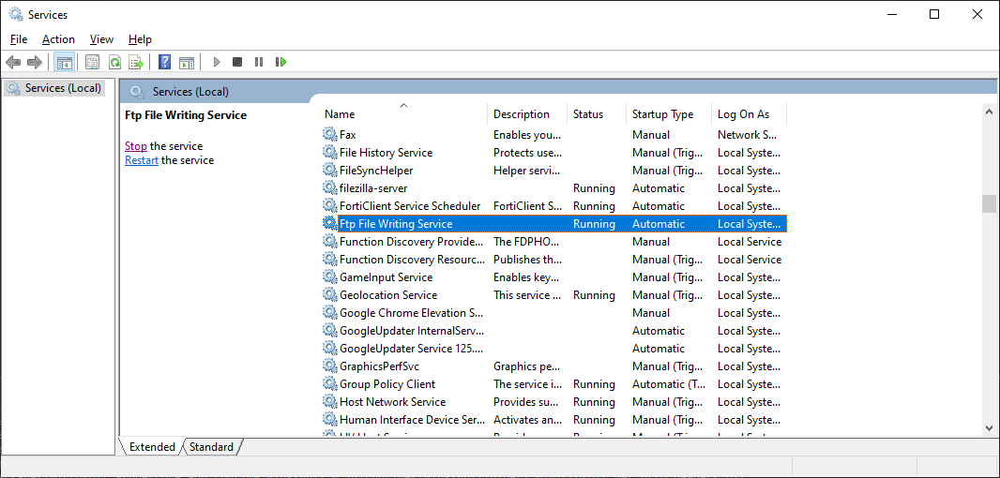 Services
File Action View Help
Services (Local)
Services (Local)
Ftp File Writing Service
Stop the service
Restart the service
Name Description Status Startup Type Log On As
Fax Enables you... Manual Network S...
File History Service Protects use... Manual (Trig... Local Syste...
FileSyncHelper Helper servi... Manual Local Syste...
filezilla-server Running Automatic Local Syste...
FortiClient Service Scheduler FortiClient S... Running Automatic Local Syste...
Ftp File Writing Service Running Automatic Local Syste...
Function Discovery Provide... The FDPHO... Manual Local Service
Function Discovery Resourc... Publishes th... Manual (Trig... Local Service
GameInput Service Enables key... Manual (Trig... Local Syste...
Geolocation Service This service ... Running Manual (Trig... Local Syste...
Google Chrome Elevation S... Manual Local Syste...
GoogleUpdater InternalServ... Automatic Local Syste...
GoogleUpdater Service 125.... Automatic Local Syste...
GraphicsPerfSvc Graphics pe... Manual (Trig... Local Syste...
Group Policy Client The service i... Running Automatic (T... Local Syste...
Host Network Service Provides su... Running Manual (Trig... Local Syste...
Human Interface Device Ser... Activates an... Running Manual (Trig... Local Syste...
Extended Standard